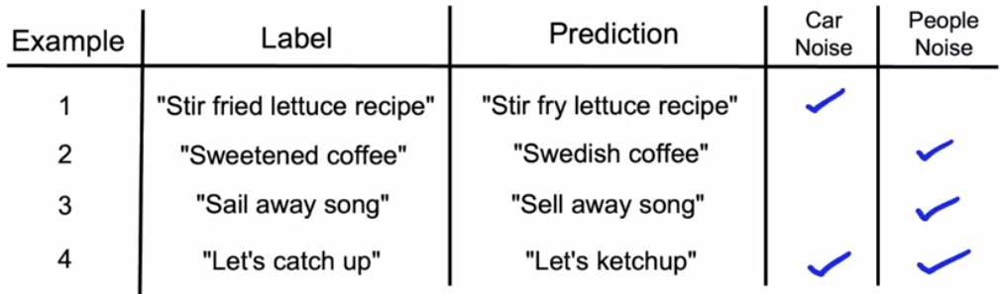 Example Label Prediction Car Noise People Noise
1 "Stir fried lettuce recipe" "Stir fry lettuce recipe" ✓
2 "Sweetened coffee" "Swedish coffee" ✓
3 "Sail away song" "Sell away song" ✓
4 "Let's catch up" "Let's ketchup" ✓ ✓